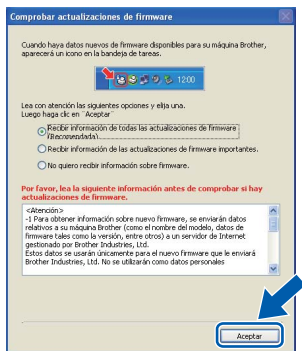 Comprobar actualizaciones de firmware
Cuando haya datos nuevos de firmware disponibles para su máquina Brother,
aparecerá un icono en la bandeja de tareas.
12:00
Lea con atención las siguientes opciones y elija una.
Luego haga clic en "Aceptar"
Recibir información de todas las actualizaciones de firmware
(Recomendada)
Recibir información de las actualizaciones de firmware importantes.
No quiero recibir información sobre firmware.
Por favor, lea la siguiente información antes de comprobar si hay
actualizaciones de firmware.
<Atención>
-1 Para obtener información sobre nuevo firmware, se enviarán datos
relativos a su máquina Brother (como el nombre del modelo, datos de
firmware tales como la versión, entre otros) a un servidor de Internet
gestionado por Brother Industries, Ltd.
Estos datos se usarán únicamente para el nuevo firmware que le enviará
Brother Industries, Ltd. No se utilizarán como datos personales
Aceptar